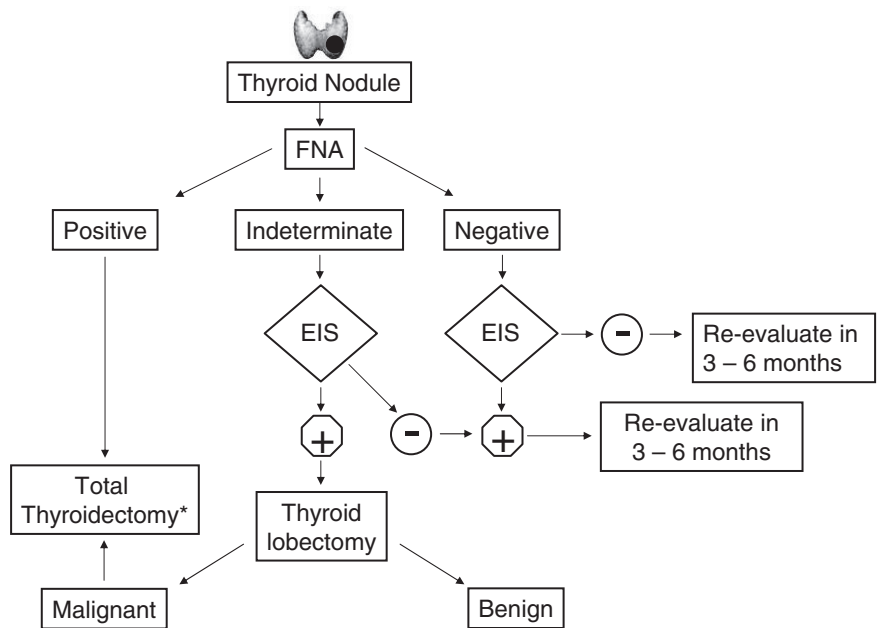 Thyroid Nodule
FNA
Positive
Indeterminate
Negative
EIS
EIS
-
Re-evaluate in
3 – 6 months
+
-
+
Re-evaluate in
3 – 6 months
Total
Thyroidectomy*
Thyroid
lobectomy
Malignant
Benign